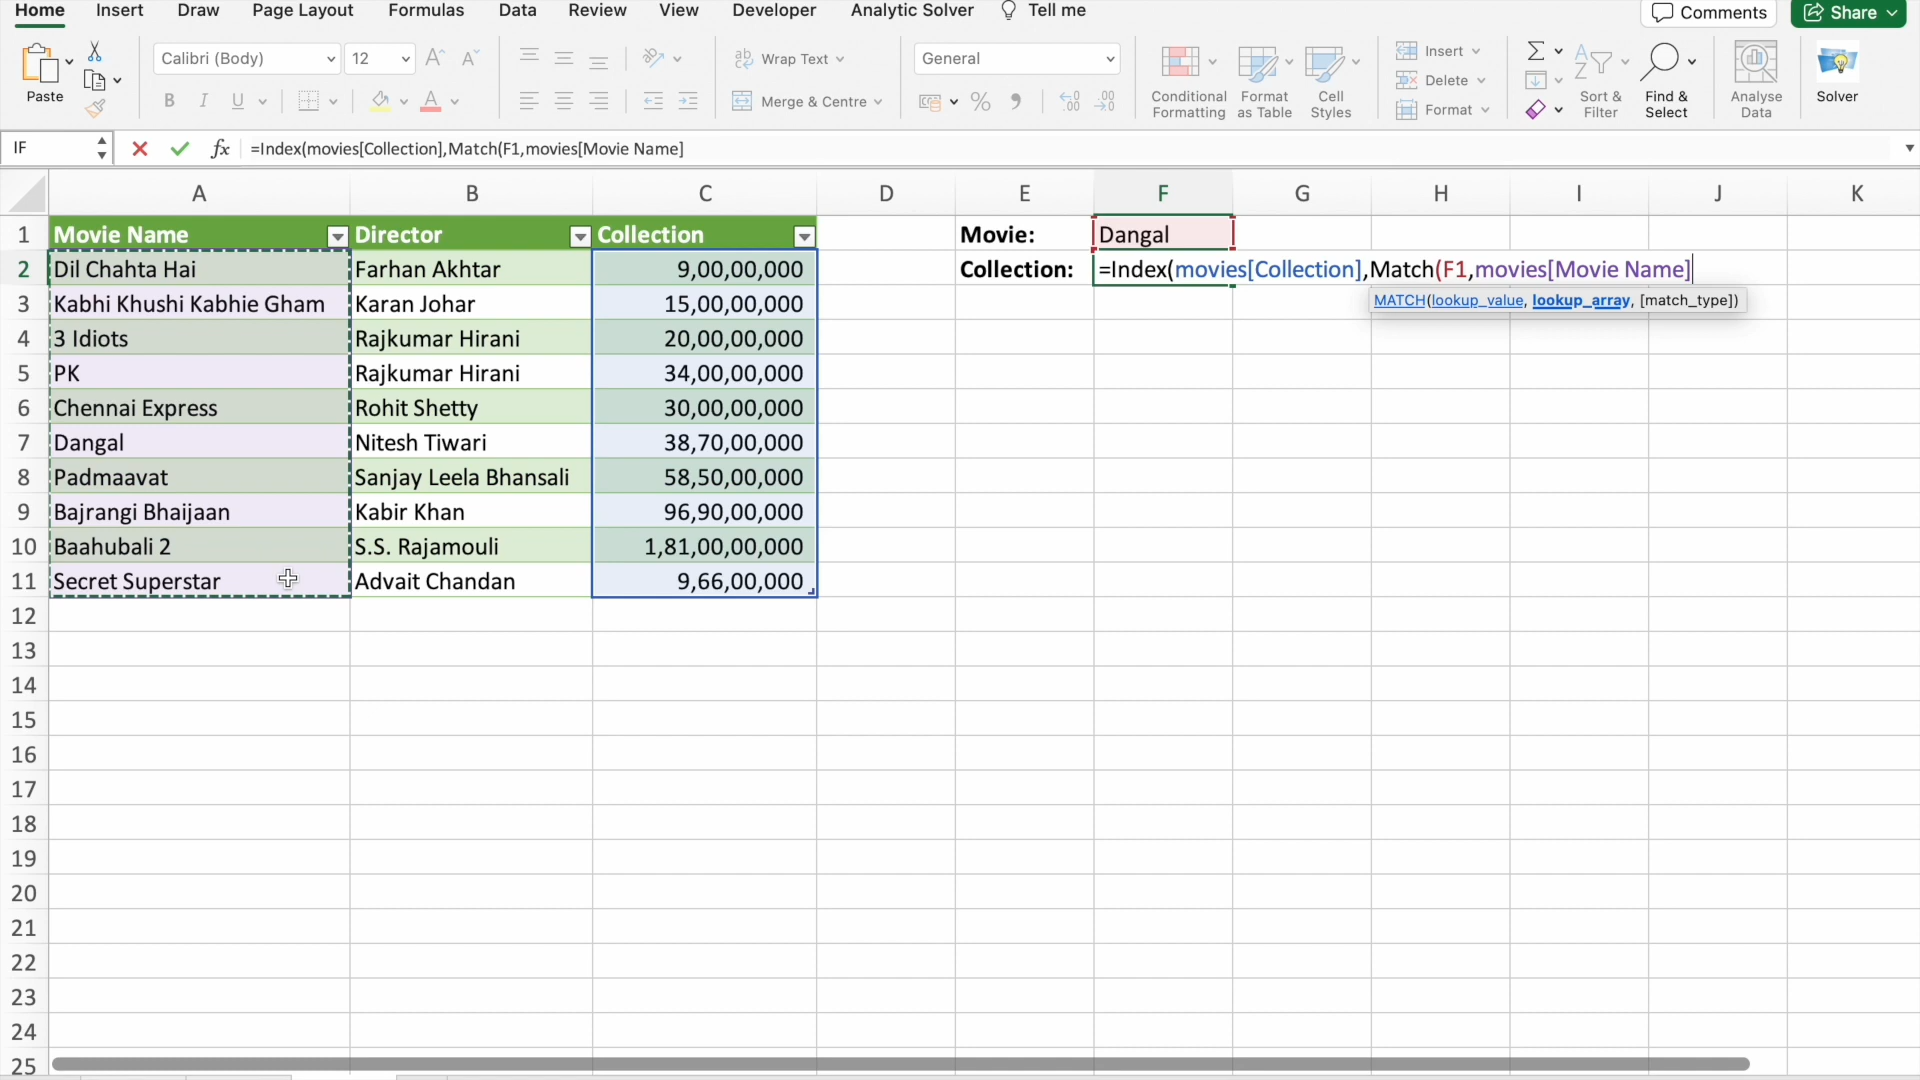 Home Insert Draw Page Layout Formulas Data Review View Developer Analytic Solver Tell me Comments Share
Paste
Calibri (Body) 12 A A
B I U A
ab Wrap Text
Merge & Centre
General
% 9 .0 .00 .00 .0
Conditional Formatting
Format as Table
Cell Styles
Insert
Delete
Format
Σ
A Z
Sort & Filter
Find & Select
Analyse Data
Solver
IF fx =Index(movies[Collection],Match(F1,movies[Movie Name]
A B C D E F G H I J K
1 Movie Name Director Collection Movie: Dangal
2 Dil Chahta Hai Farhan Akhtar 9,00,00,000 Collection: =Index(movies[Collection],Match(F1,movies[Movie Name]
MATCH(lookup_value, lookup_array, [match_type])
3 Kabhi Khushi Kabhie Gham Karan Johar 15,00,00,000
4 3 Idiots Rajkumar Hirani 20,00,00,000
5 PK Rajkumar Hirani 34,00,00,000
6 Chennai Express Rohit Shetty 30,00,00,000
7 Dangal Nitesh Tiwari 38,70,00,000
8 Padmaavat Sanjay Leela Bhansali 58,50,00,000
9 Bajrangi Bhaijaan Kabir Khan 96,90,00,000
10 Baahubali 2 S.S. Rajamouli 1,81,00,00,000
11 Secret Superstar Advait Chandan 9,66,00,000
12
13
14
15
16
17
18
19
20
21
22
23
24
25